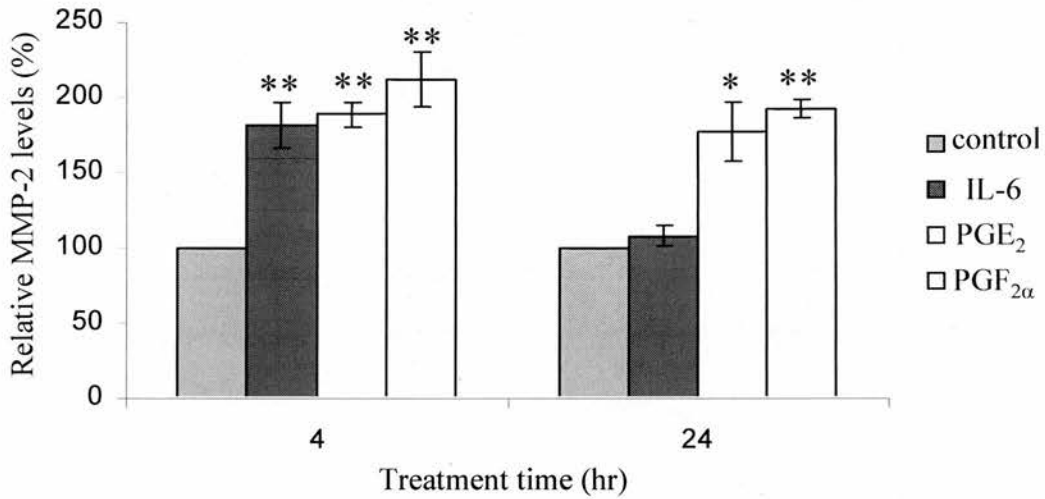 Relative MMP-2 levels (%)
250
200
150
100
50
0
**
**
**
*
**
4
24
Treatment time (hr)
control
IL-6
PGE₂
PGF₂α